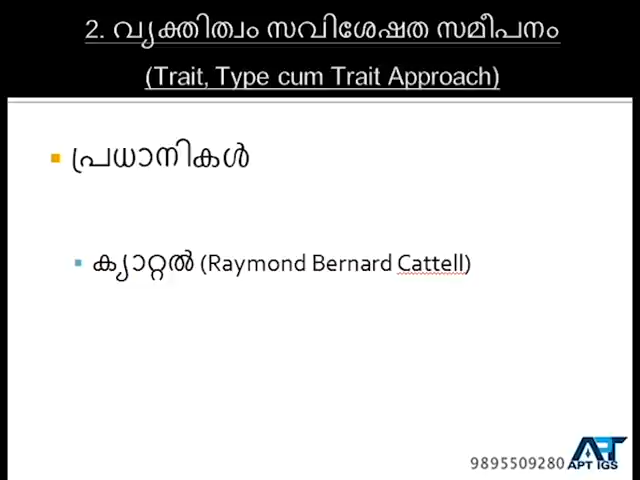 2. വ്യക്തിത്വം സവിശേഷത സമീപനം
(Trait, Type cum Trait Approach)
പ്രധാനികൾ
ക്യാറ്റൽ (Raymond Bernard Cattell)
9895509280
APT
APT IGS